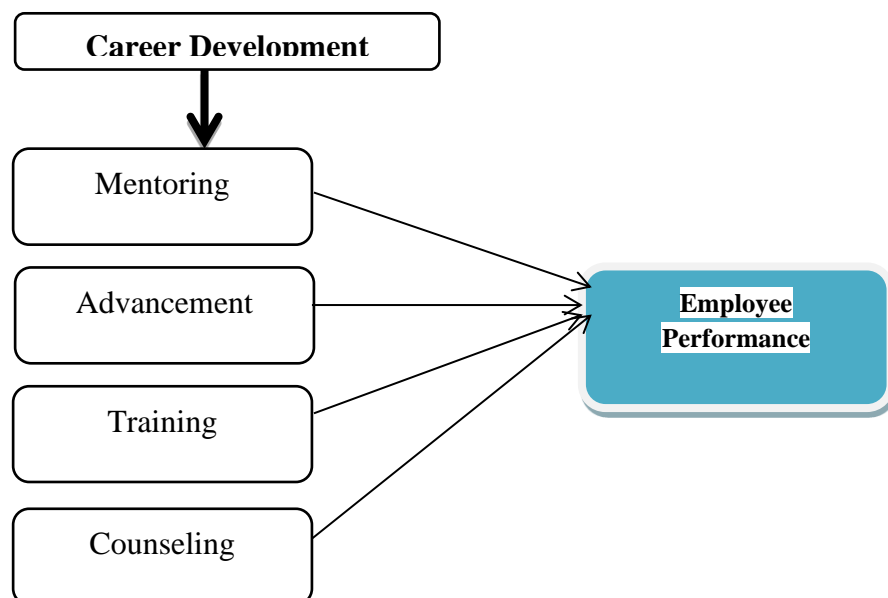 Career Development
Mentoring
Advancement
Training
Counseling
Employee
Performance